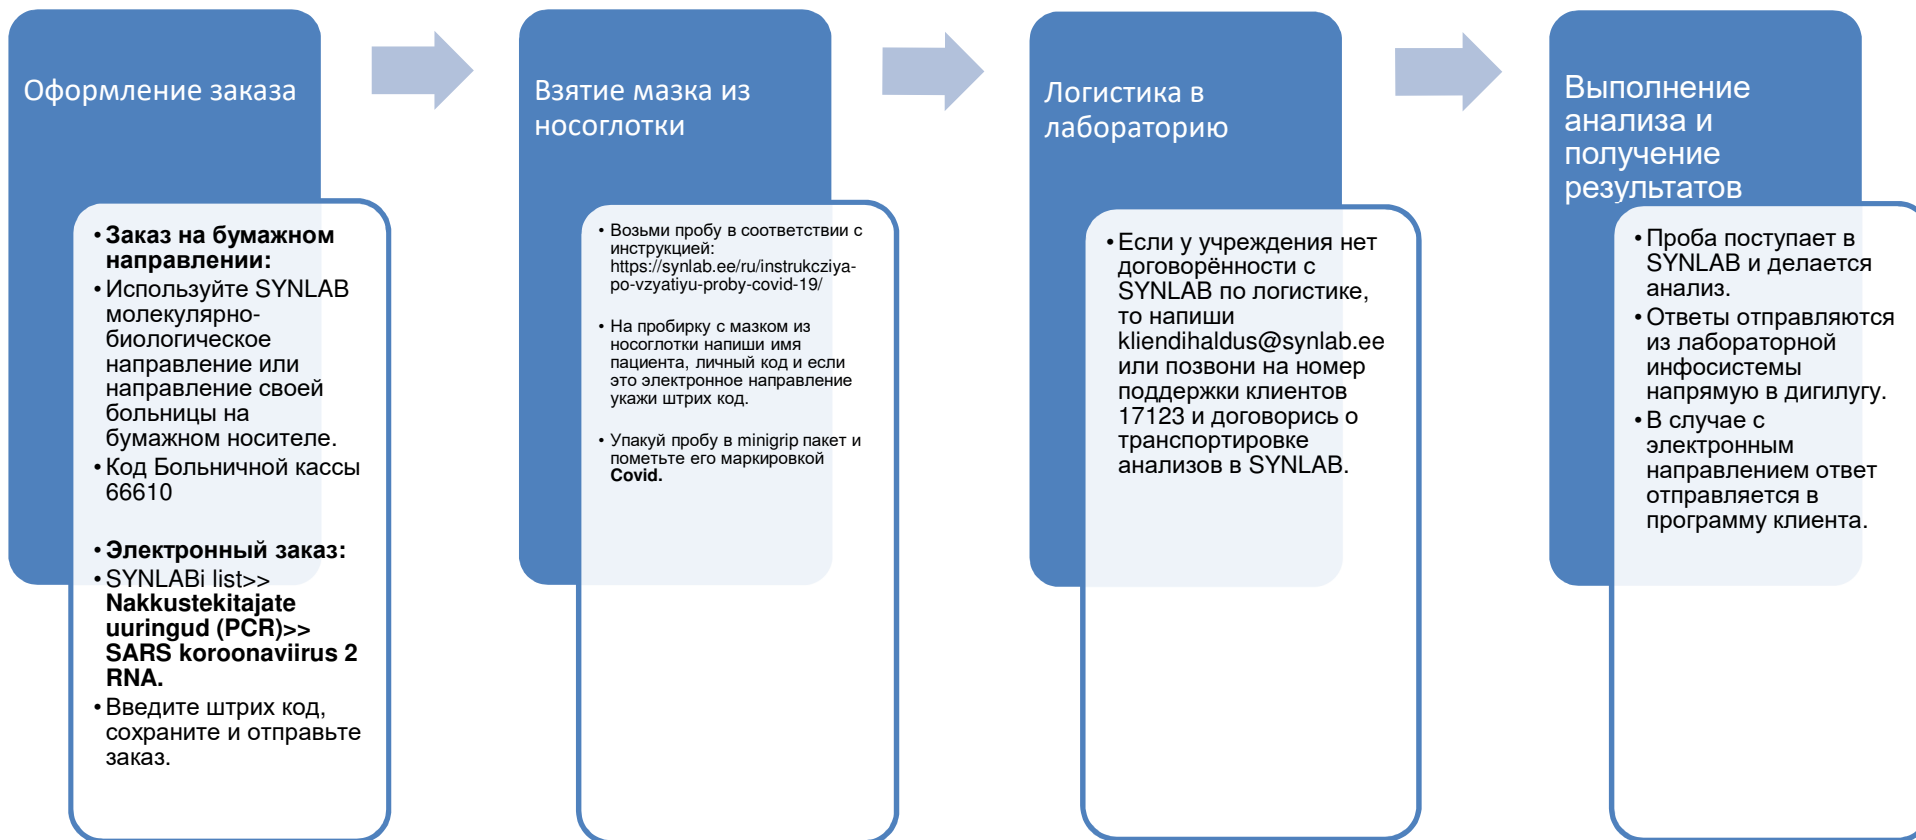 Оформление заказа
• Заказ на бумажном
направлении:
• Используйте SYNLAB
молекулярно-
биологическое
направление или
направление своей
больницы на
бумажном носителе.
• Код Больничной кассы
66610
• Электронный заказ:
• SYNLABi list>>
Nakkustekitajate
uuringud (PCR)>>
SARS koroonaviirus 2
RNA.
• Введите штрих код,
сохраните и отправьте
заказ.
Взятие мазка из
носоглотки
• Возьми пробу в соответствии с
инструкцией:
https://synlab.ee/ru/instrukcziya-
po-vzyatiyu-proby-covid-19/
• На пробирку с мазком из
носоглотки напиши имя
пациента, личный код и если
это электронное направление
укажи штрих код.
• Упакуй пробу в minigrip пакет и
пометьте его маркировкой
Covid.
Логистика в
лабораторию
• Если у учреждения нет
договорённости с
SYNLAB по логистике,
то напиши
kliendihaldus@synlab.ee
или позвони на номер
поддержки клиентов
17123 и договорись о
транспортировке
анализов в SYNLAB.
Выполнение
анализа и
получение
результатов
• Проба поступает в
SYNLAB и делается
анализ.
• Ответы отправляются
из лабораторной
инфосистемы
напрямую в дигилугу.
• В случае с
электронным
направлением ответ
отправляется в
программу клиента.